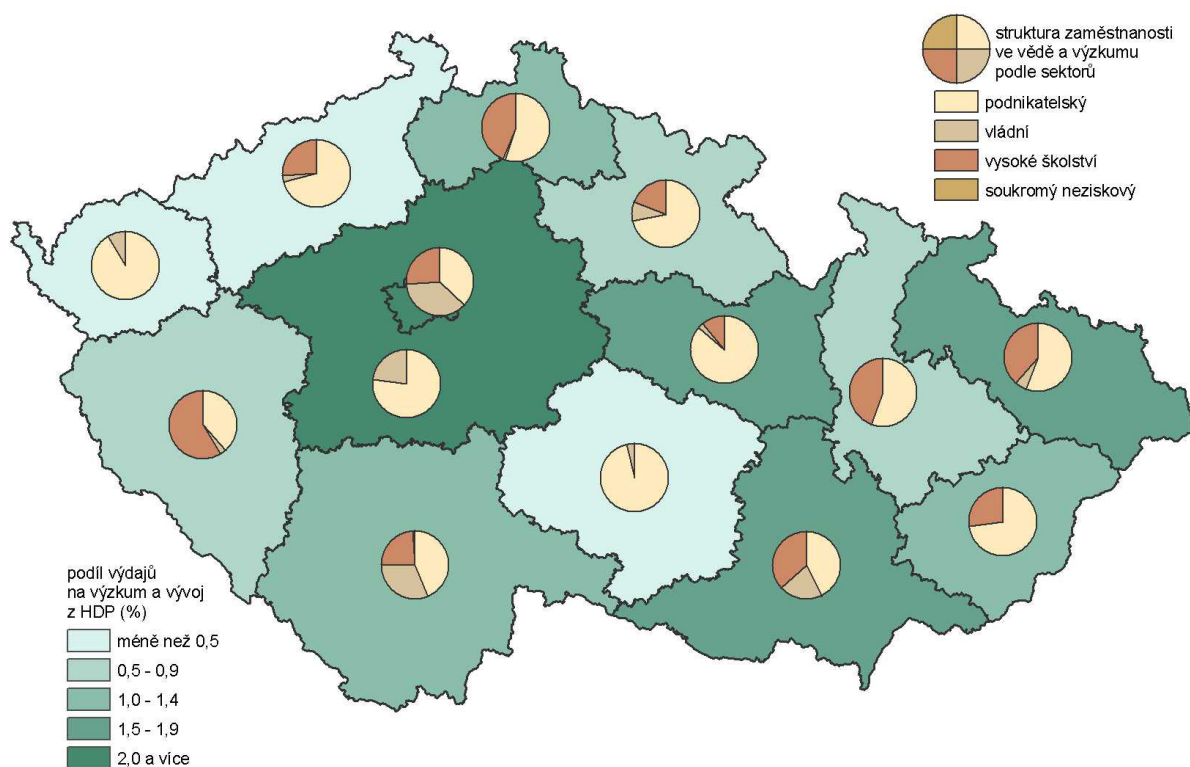 struktura zaměstnanosti
ve vědě a výzkumu
podle sektorů
podnikatelský
vládní
vysoké školství
soukromý neziskový
podíl výdajů
na výzkum a vývoj
z HDP (%)
méně než 0,5
0,5 - 0,9
1,0 - 1,4
1,5 - 1,9
2,0 a více